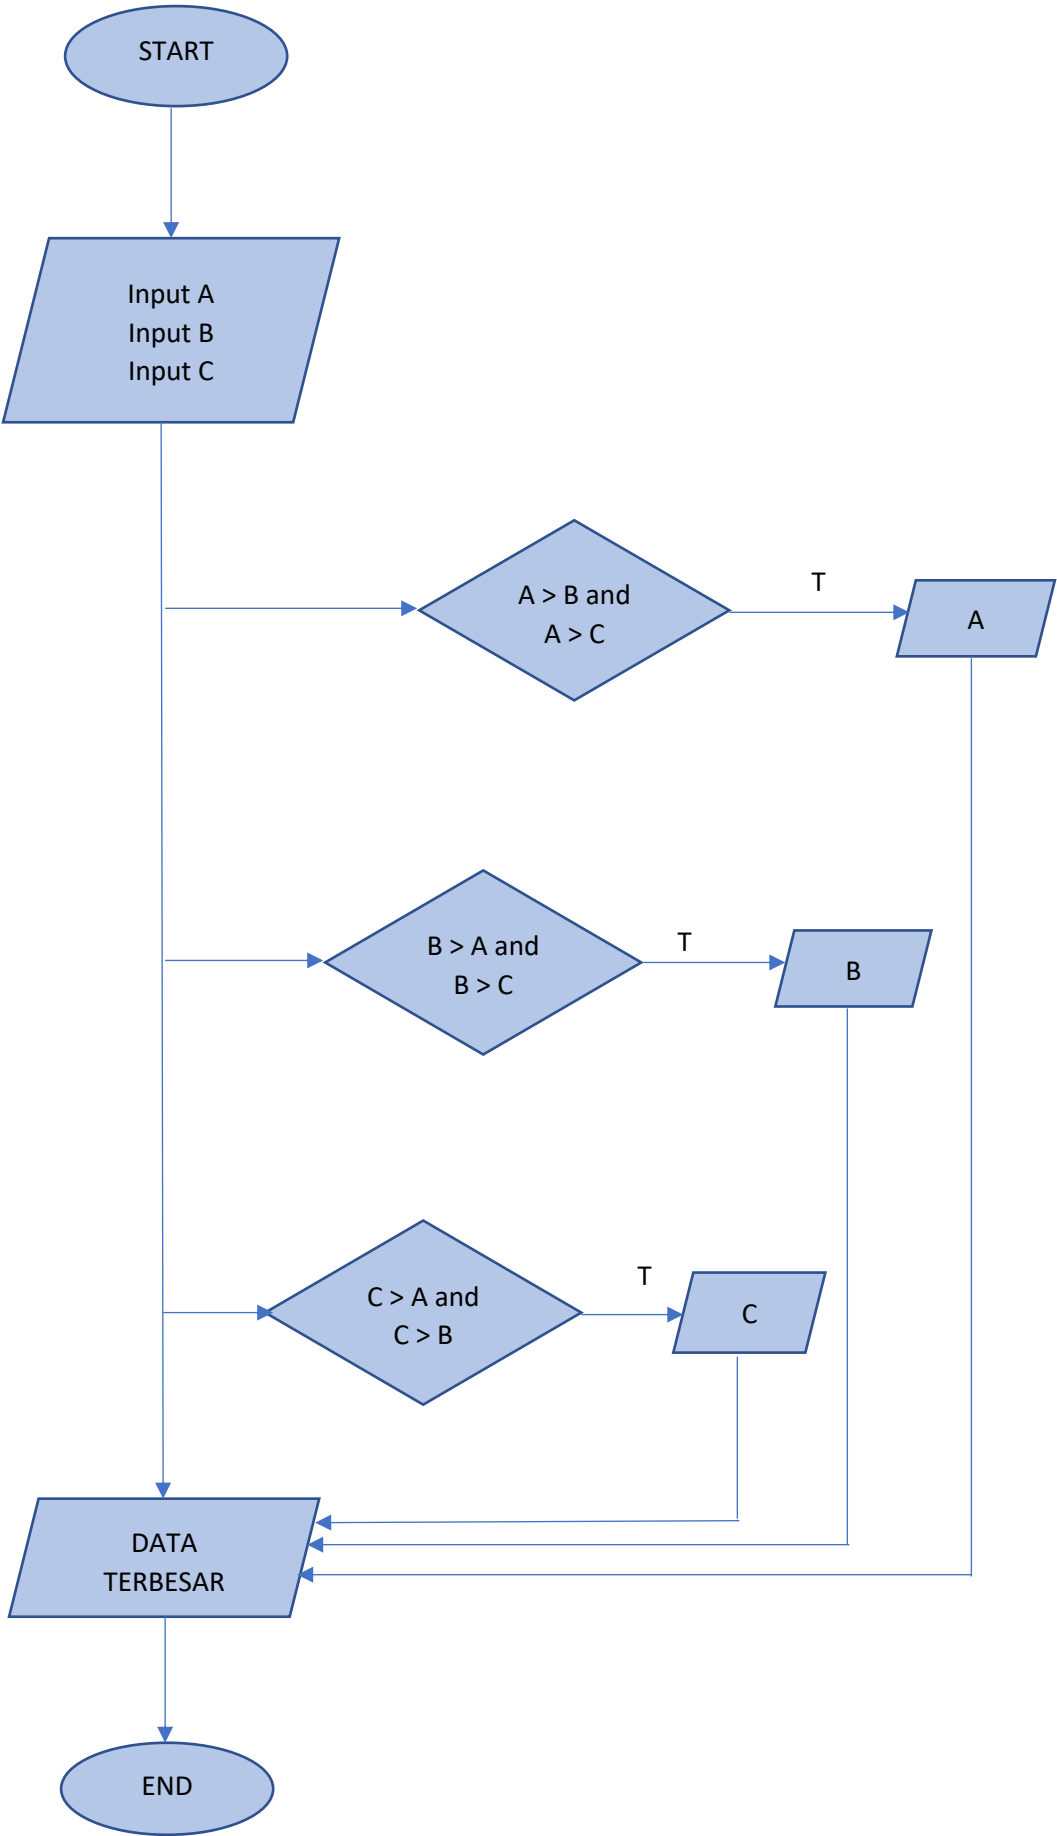 START
Input A
Input B
Input C
A > B and
A > C
T
A
B > A and
B > C
T
B
C > A and
C > B
T
C
DATA
TERBESAR
END